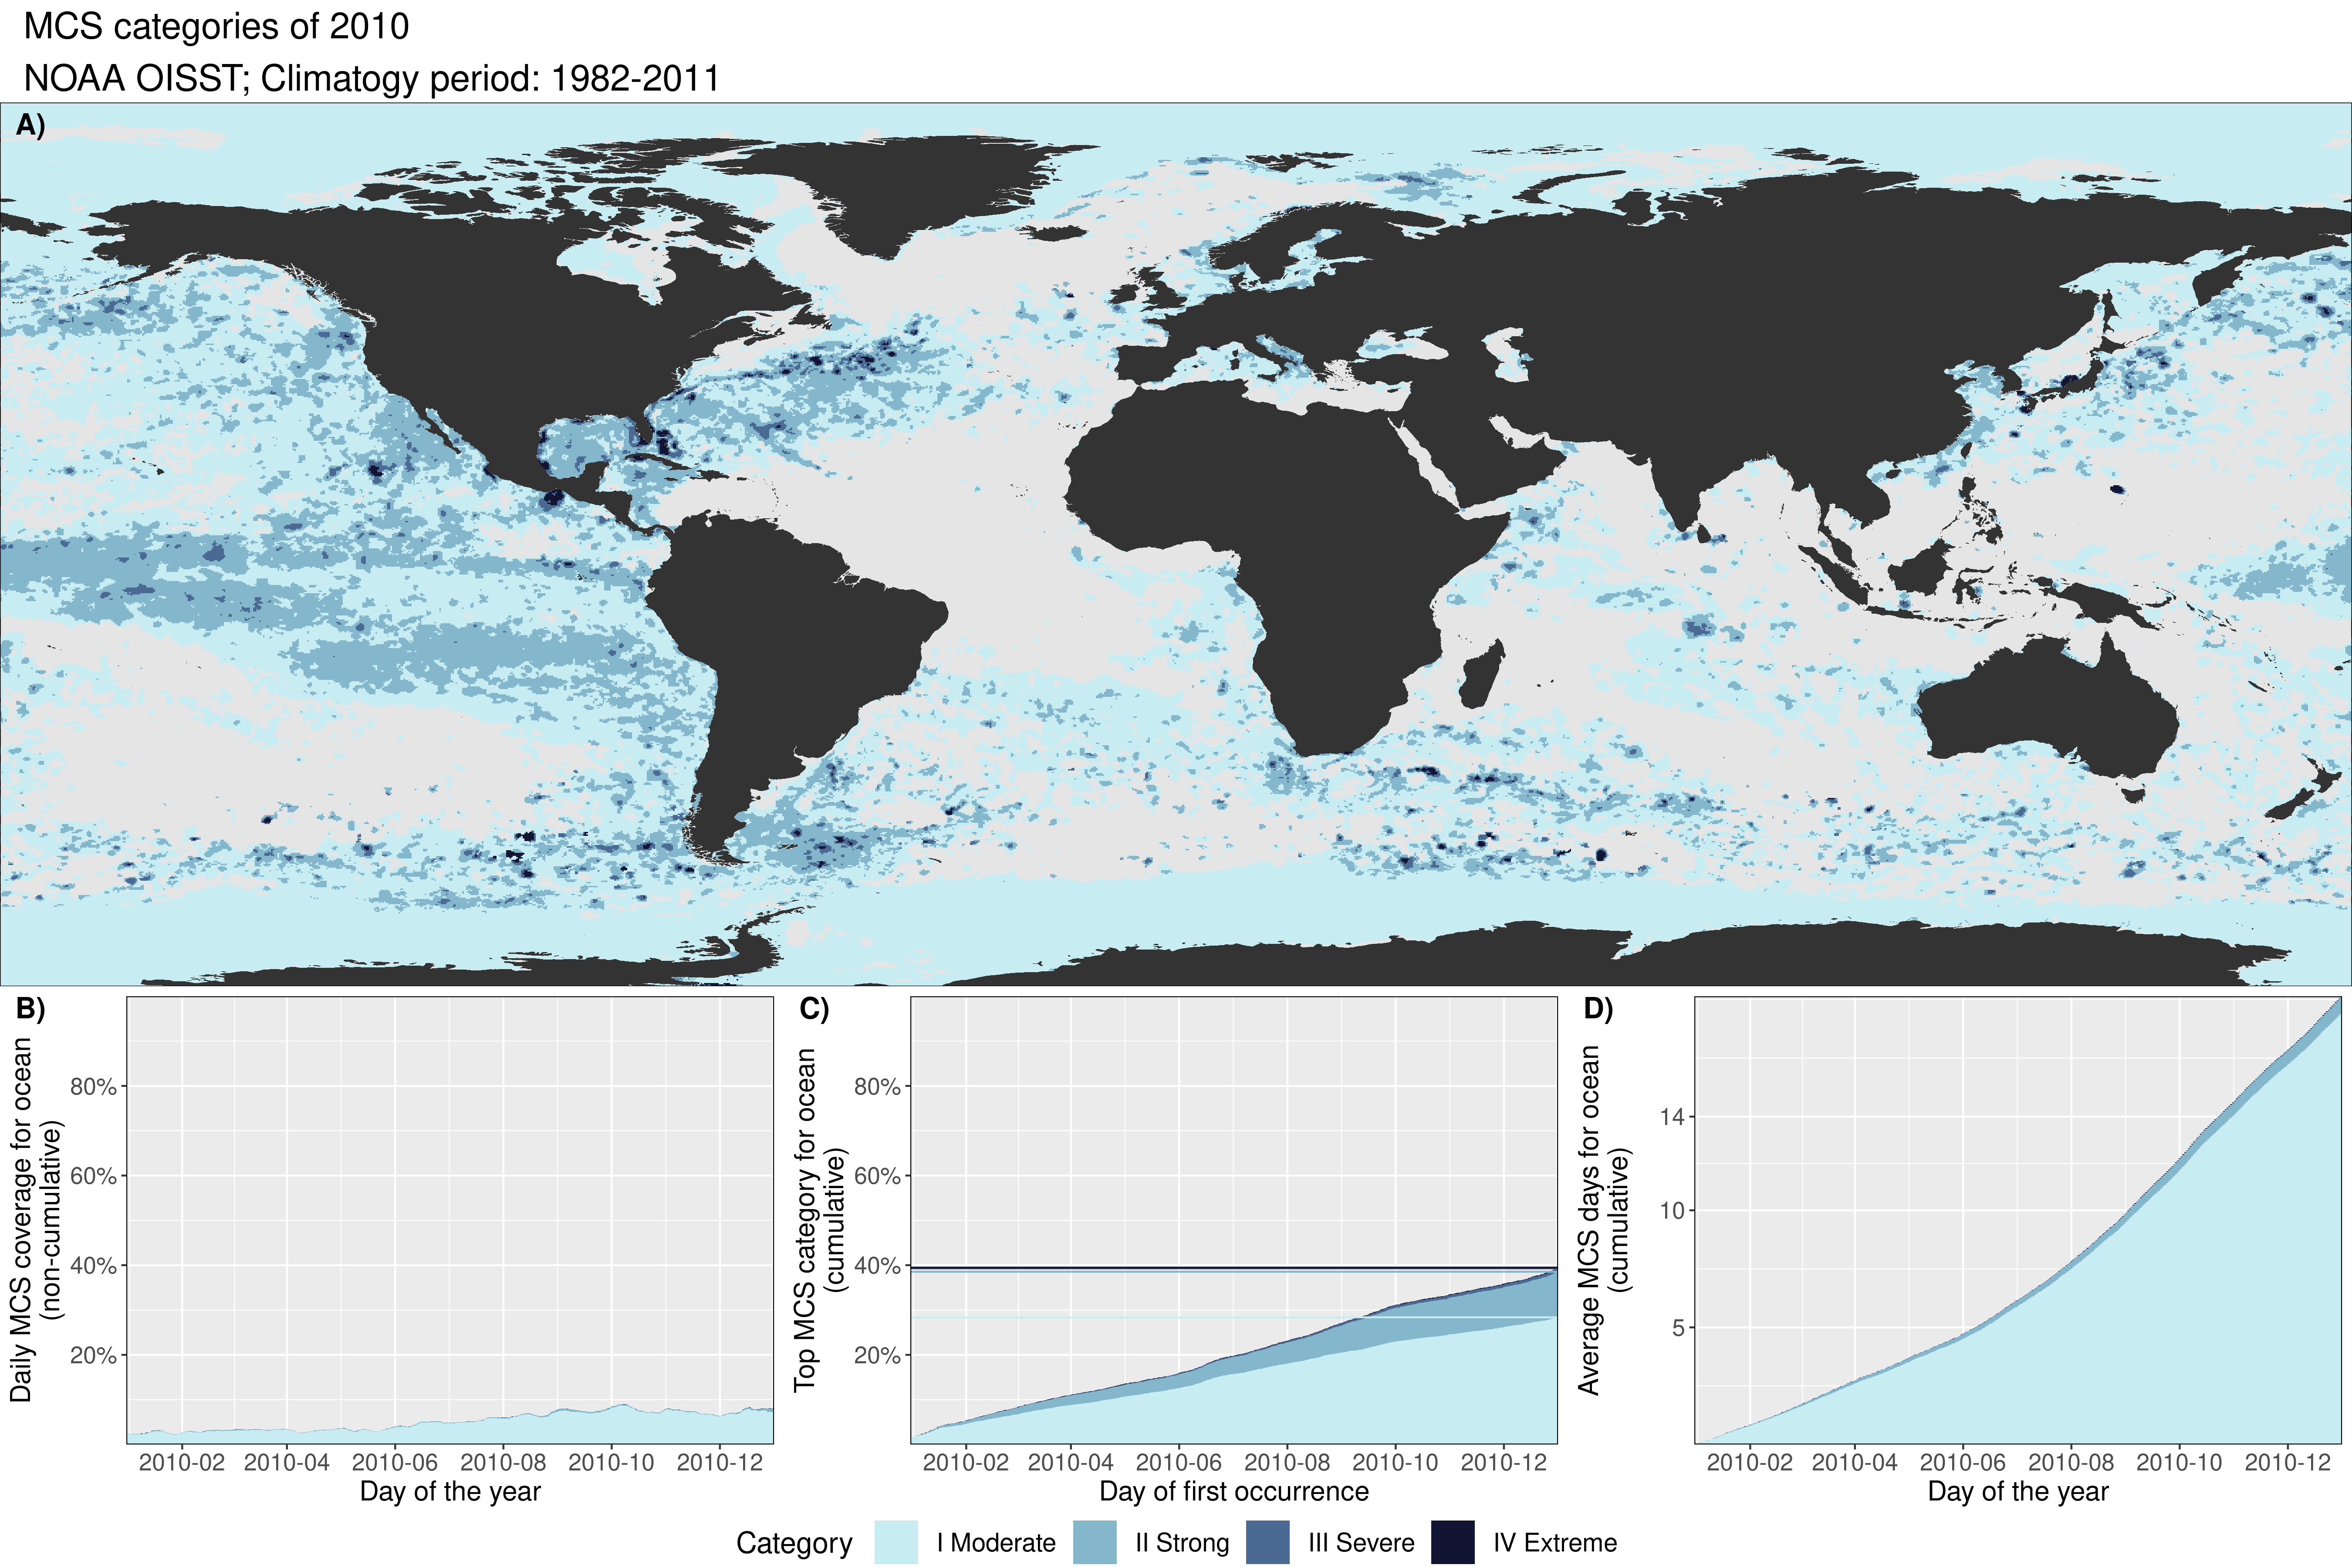 MCS categories of 2010
NOAA OISST; Climatogy period: 1982-2011
A)
B)
Daily MCS coverage for ocean
(non-cumulative)
80%
60%
40%
20%
2010-02 2010-04 2010-06 2010-08 2010-10 2010-12
Day of the year
C)
Top MCS category for ocean
(cumulative)
80%
60%
40%
20%
2010-02 2010-04 2010-06 2010-08 2010-10 2010-12
Day of first occurrence
D)
Average MCS days for ocean
(cumulative)
14
10
5
2010-02 2010-04 2010-06 2010-08 2010-10 2010-12
Day of the year
Category I Moderate II Strong III Severe IV Extreme